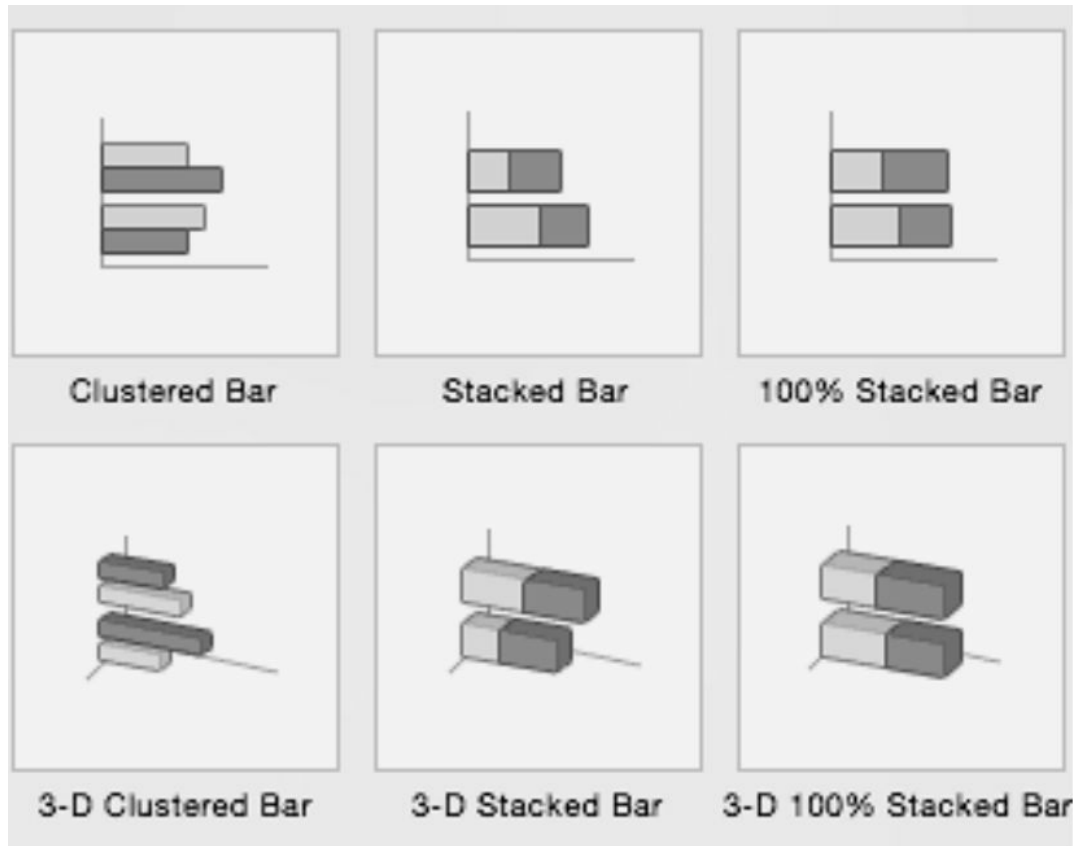 Clustered Bar
Stacked Bar
100% Stacked Bar
3-D Clustered Bar
3-D Stacked Bar
3-D 100% Stacked Bar